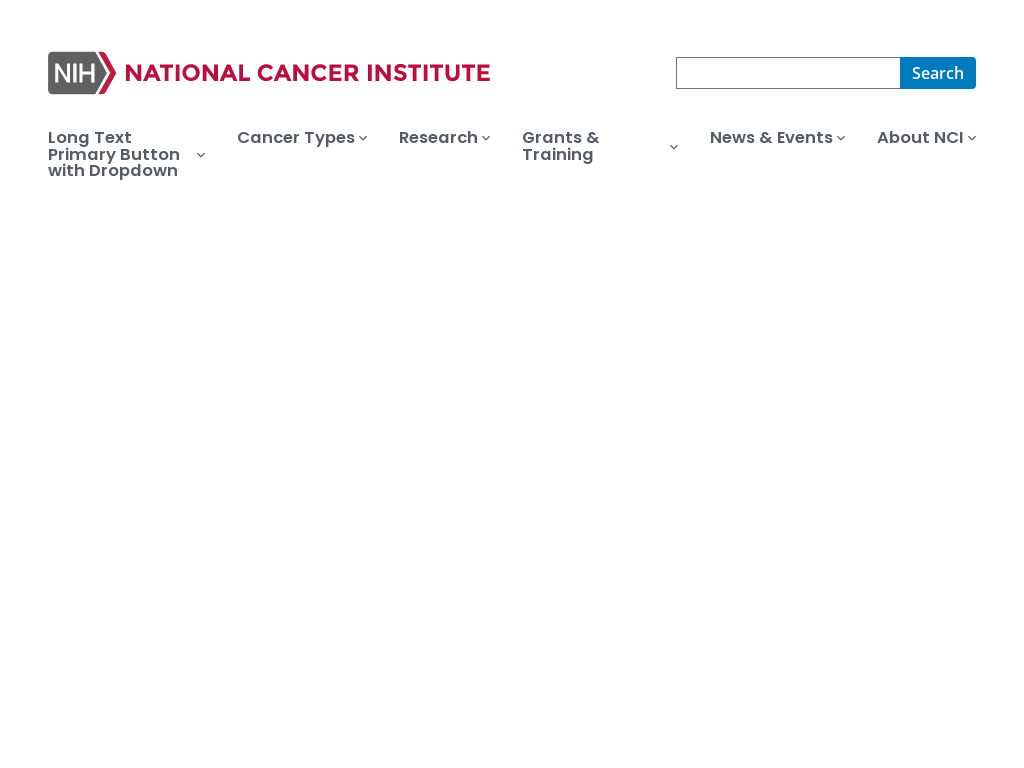 NIH NATIONAL CANCER INSTITUTE
Search
Long Text
Primary Button
with Dropdown
Cancer Types
Research
Grants &
Training
News & Events
About NCI